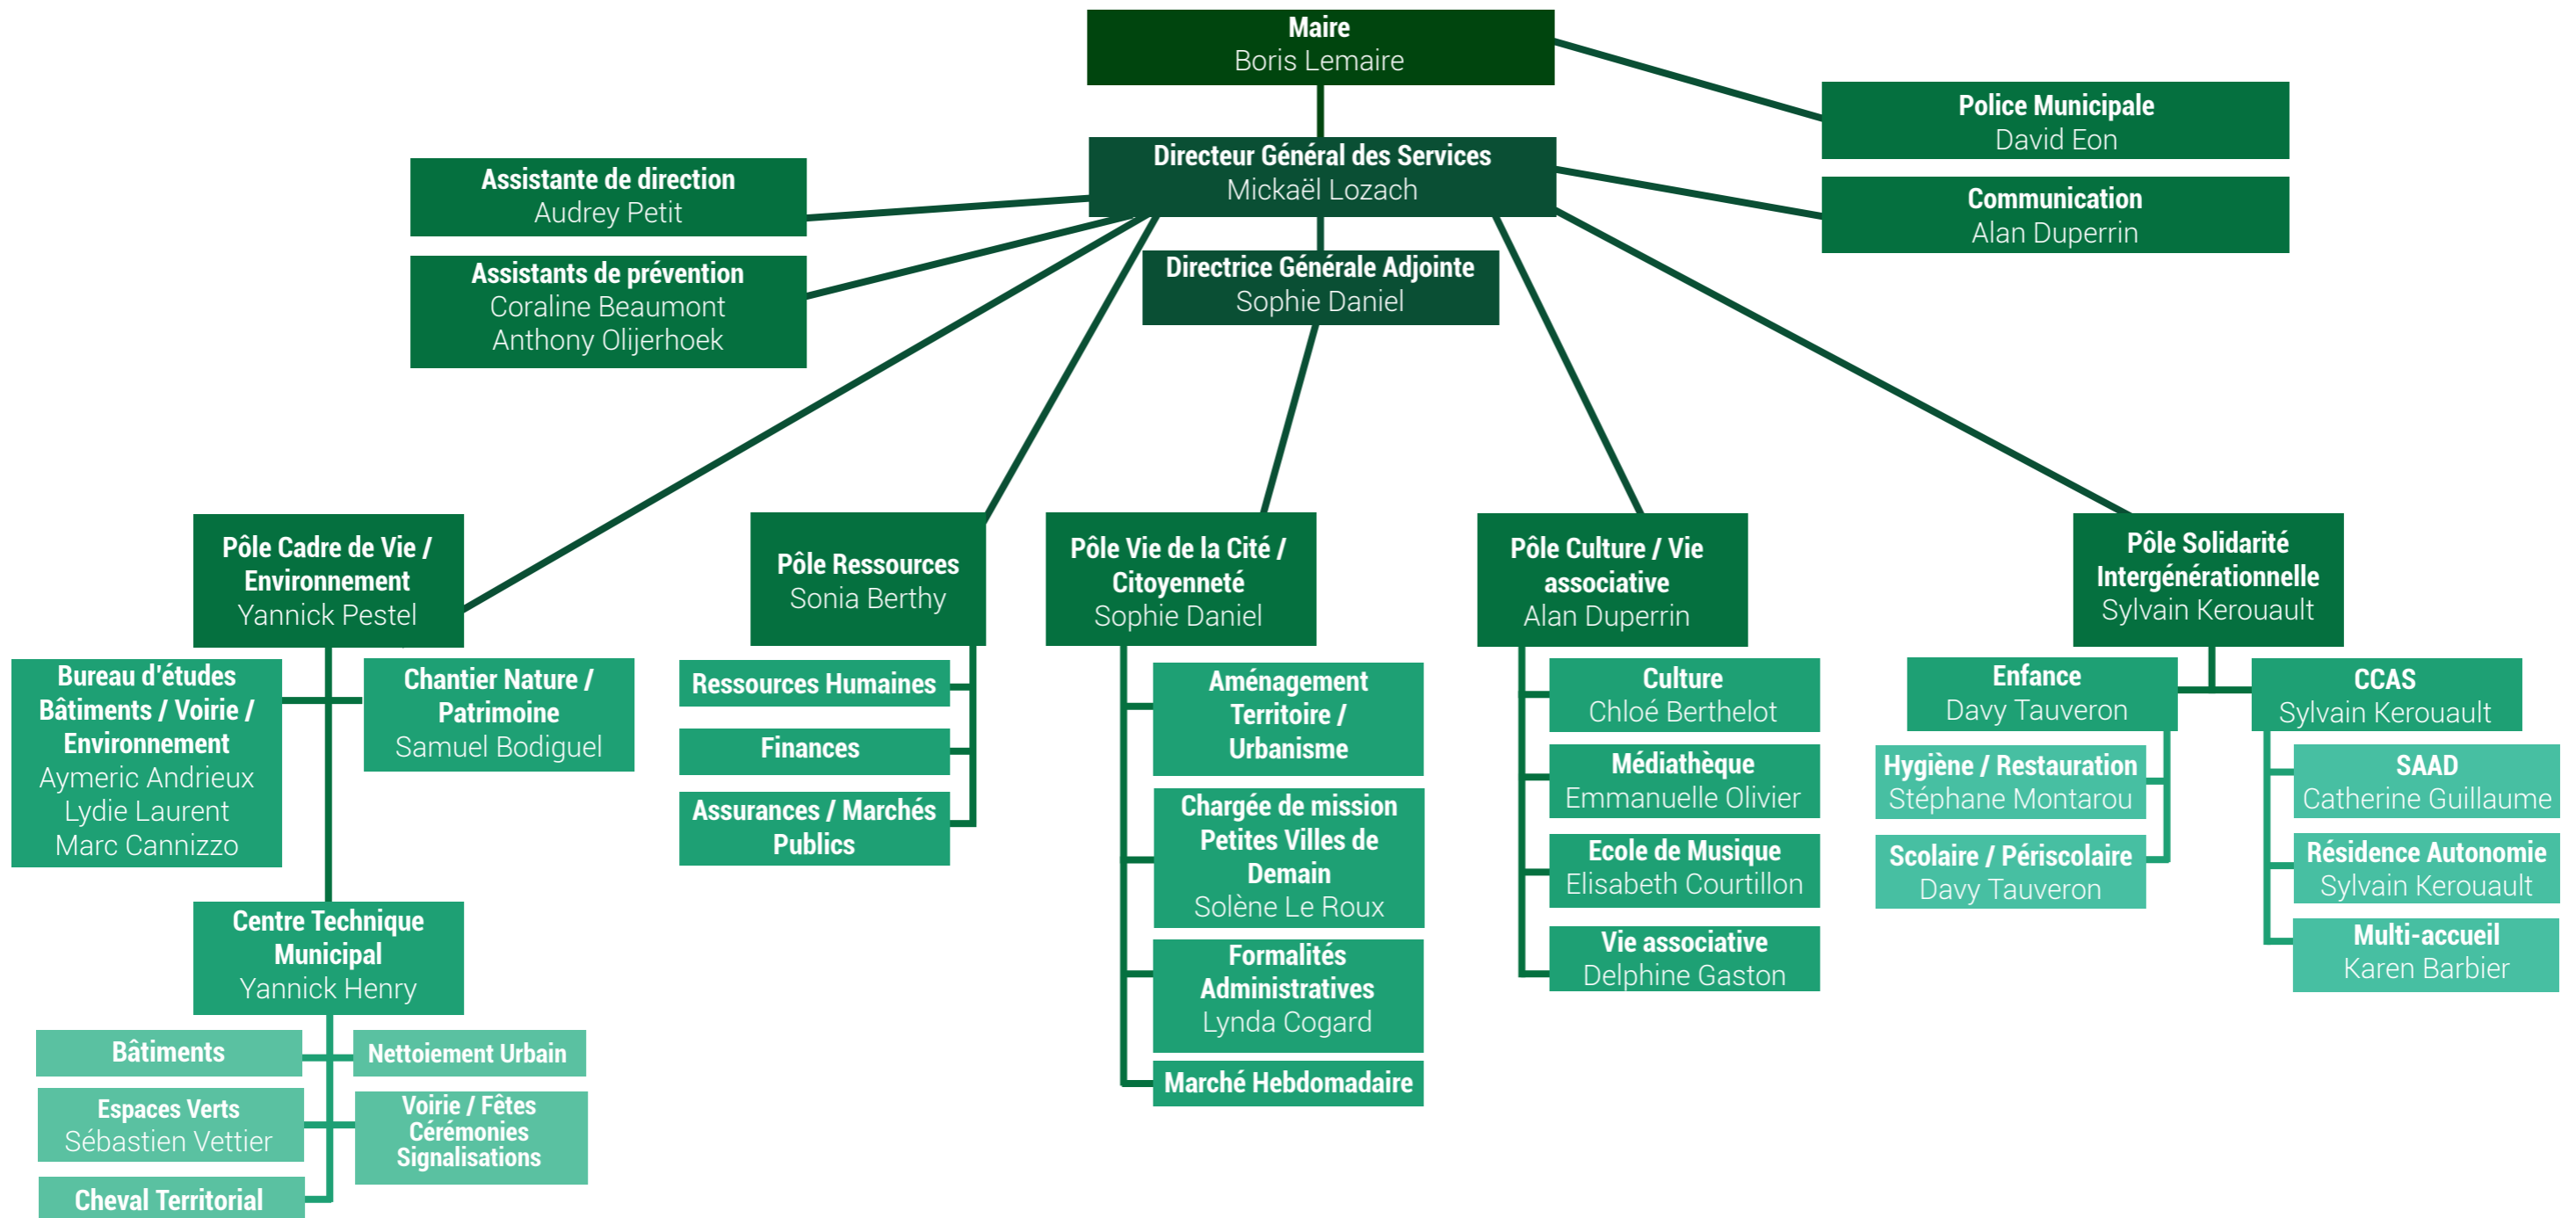 Maire
Boris Lemaire
Police Municipale
David Eon
Directeur Général des Services
Mickaël Lozach
Assistante de direction
Audrey Petit
Communication
Alan Duperrin
Assistants de prévention
Coraline Beaumont
Anthony Olijerhoek
Directrice Générale Adjointe
Sophie Daniel
Pôle Cadre de Vie /
Environnement
Yannick Pestel
Bureau d'études
Bâtiments / Voirie /
Environnement
Aymeric Andrieux
Lydie Laurent
Marc Cannizzo
Chantier Nature /
Patrimoine
Samuel Bodiguel
Centre Technique
Municipal
Yannick Henry
Bâtiments
Nettoiement Urbain
Espaces Verts
Sébastien Vettier
Voirie / Fêtes
Cérémonies
Signalisations
Cheval Territorial
Pôle Ressources
Sonia Berthy
Ressources Humaines
Finances
Assurances / Marchés
Publics
Pôle Vie de la Cité /
Citoyenneté
Sophie Daniel
Aménagement
Territoire /
Urbanisme
Chargée de mission
Petites Villes de
Demain
Solène Le Roux
Formalités
Administratives
Lynda Cogard
Marché Hebdomadaire
Pôle Culture / Vie
associative
Alan Duperrin
Culture
Chloé Berthelot
Médiathèque
Emmanuelle Olivier
Ecole de Musique
Elisabeth Courtillon
Vie associative
Delphine Gaston
Pôle Solidarité
Intergénérationnelle
Sylvain Kerouault
Enfance
Davy Tauveron
Hygiène / Restauration
Stéphane Montarou
Scolaire / Périscolaire
Davy Tauveron
CCAS
Sylvain Kerouault
SAAD
Catherine Guillaume
Résidence Autonomie
Sylvain Kerouault
Multi-accueil
Karen Barbier